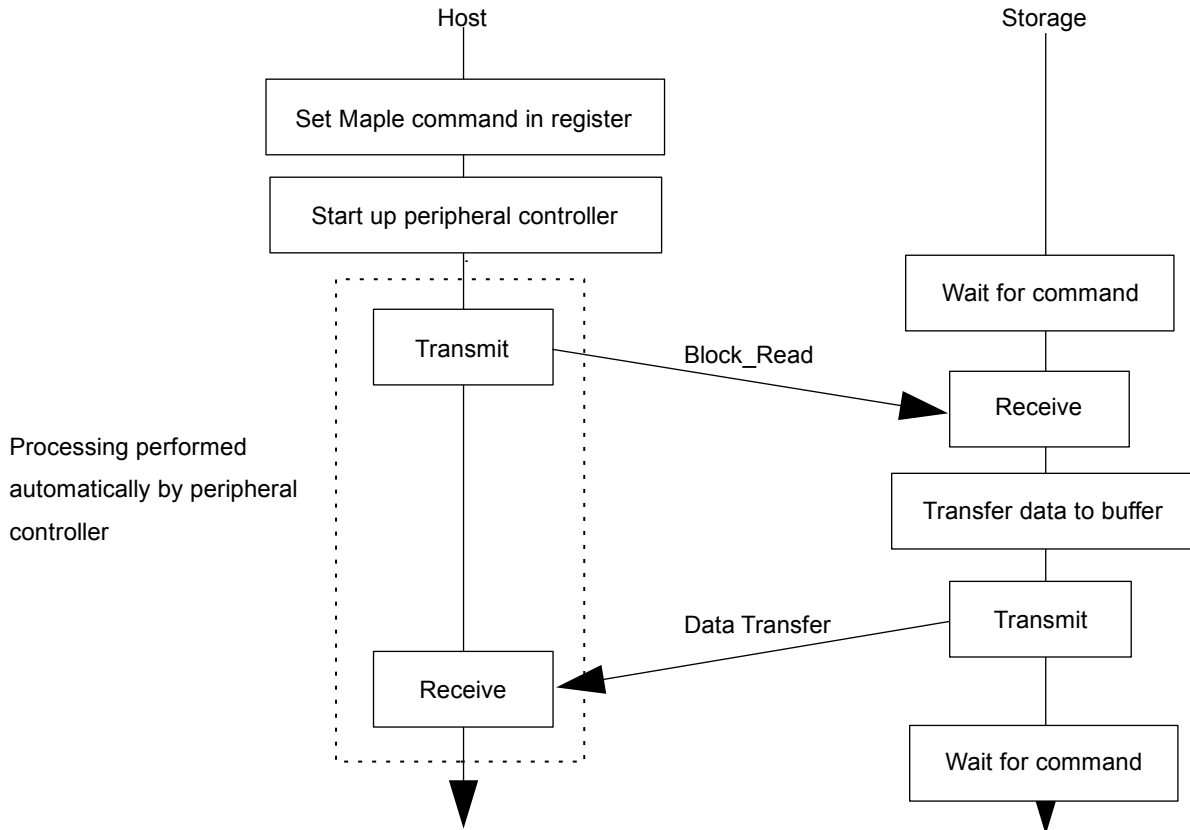 Host
Storage
Set Maple command in register
Start up peripheral controller
Wait for command
Transmit
Block_Read
Receive
Processing performed
automatically by peripheral
controller
Transfer data to buffer
Transmit
Data Transfer
Receive
Wait for command